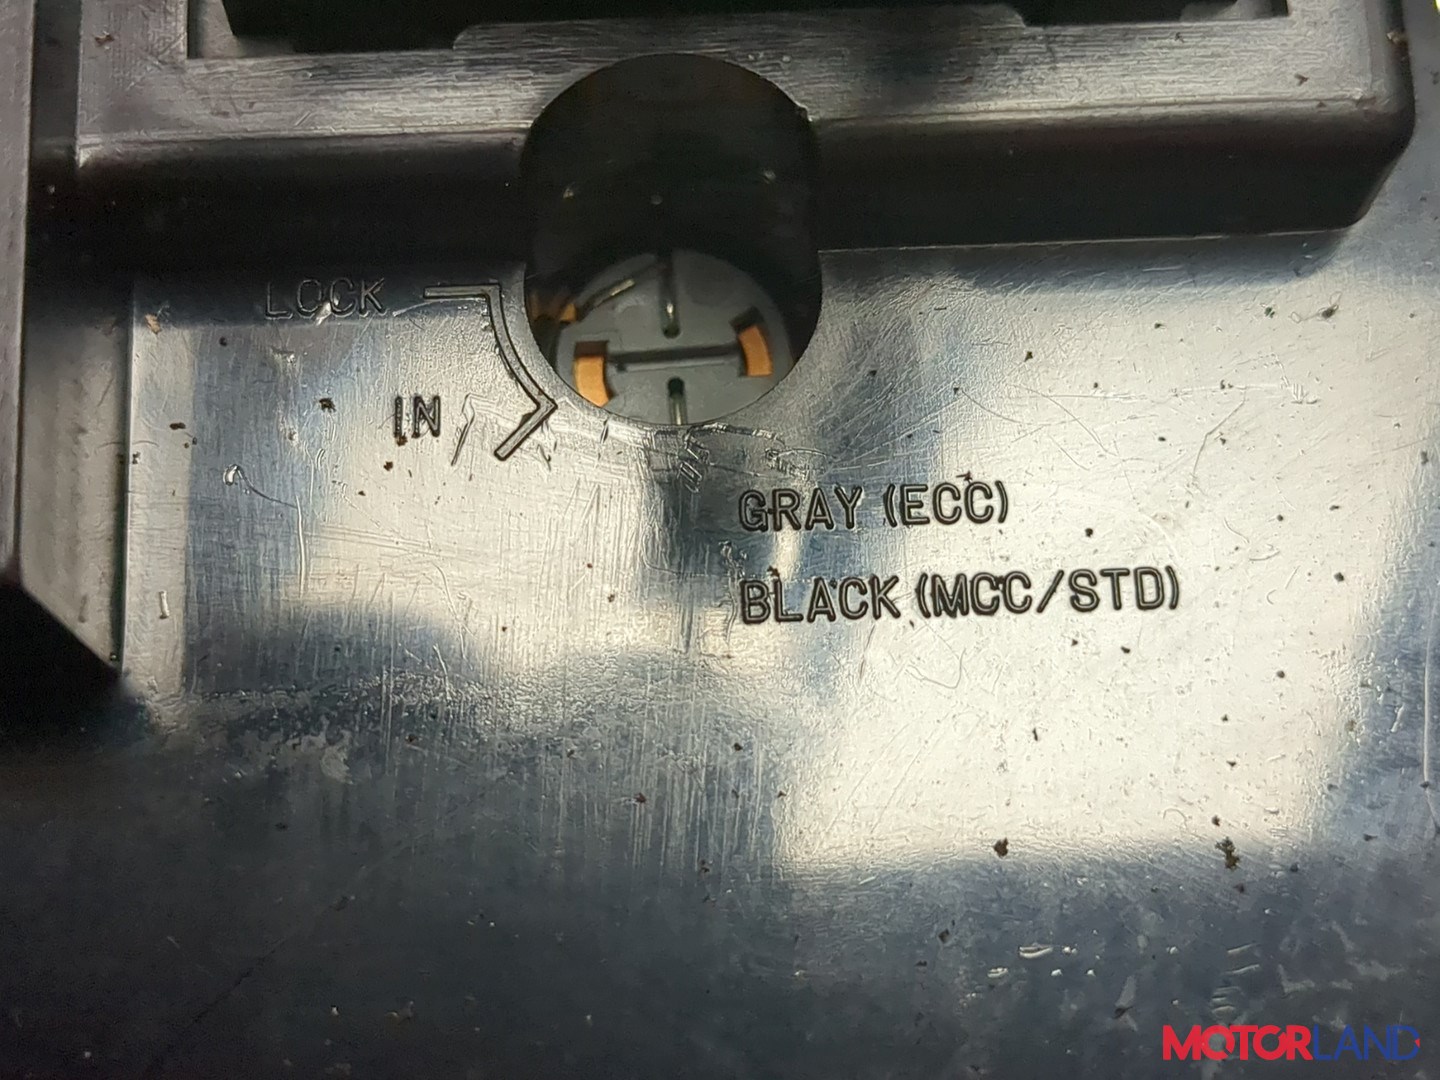 LOCK
IN
GRAY (ECC)
BLACK (MCC/STD)
MOTORLAND